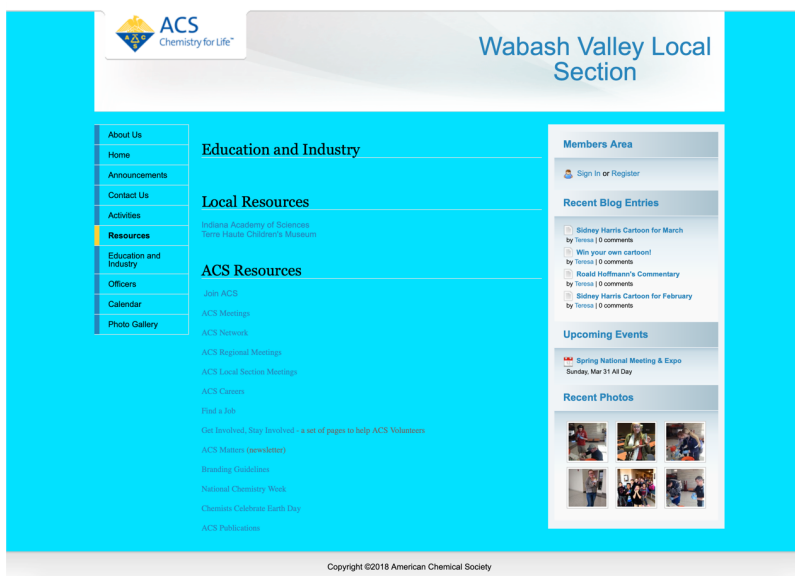 ACS
Chemistry for Life™
Wabash Valley Local
Section
About Us
Home
Announcements
Contact Us
Activities
Resources
Education and
Industry
Officers
Calendar
Photo Gallery
Education and Industry
Local Resources
Indiana Academy of Sciences
Terre Haute Children's Museum
ACS Resources
Join ACS
ACS Meetings
ACS Network
ACS Regional Meetings
ACS Local Section Meetings
ACS Careers
Find a Job
Get Involved, Stay Involved - a set of pages to help ACS Volunteers
ACS Matters (newsletter)
Branding Guidelines
National Chemistry Week
Chemists Celebrate Earth Day
ACS Publications
Members Area
Sign In or Register
Recent Blog Entries
Sidney Harris Cartoon for March
by Teresa | 0 comments
Win your own cartoon!
by Teresa | 0 comments
Roald Hoffmann's Commentary
by Teresa | 0 comments
Sidney Harris Cartoon for February
by Teresa | 0 comments
Upcoming Events
Spring National Meeting & Expo
Sunday, Mar 31 All Day
Recent Photos
Copyright ©2018 American Chemical Society